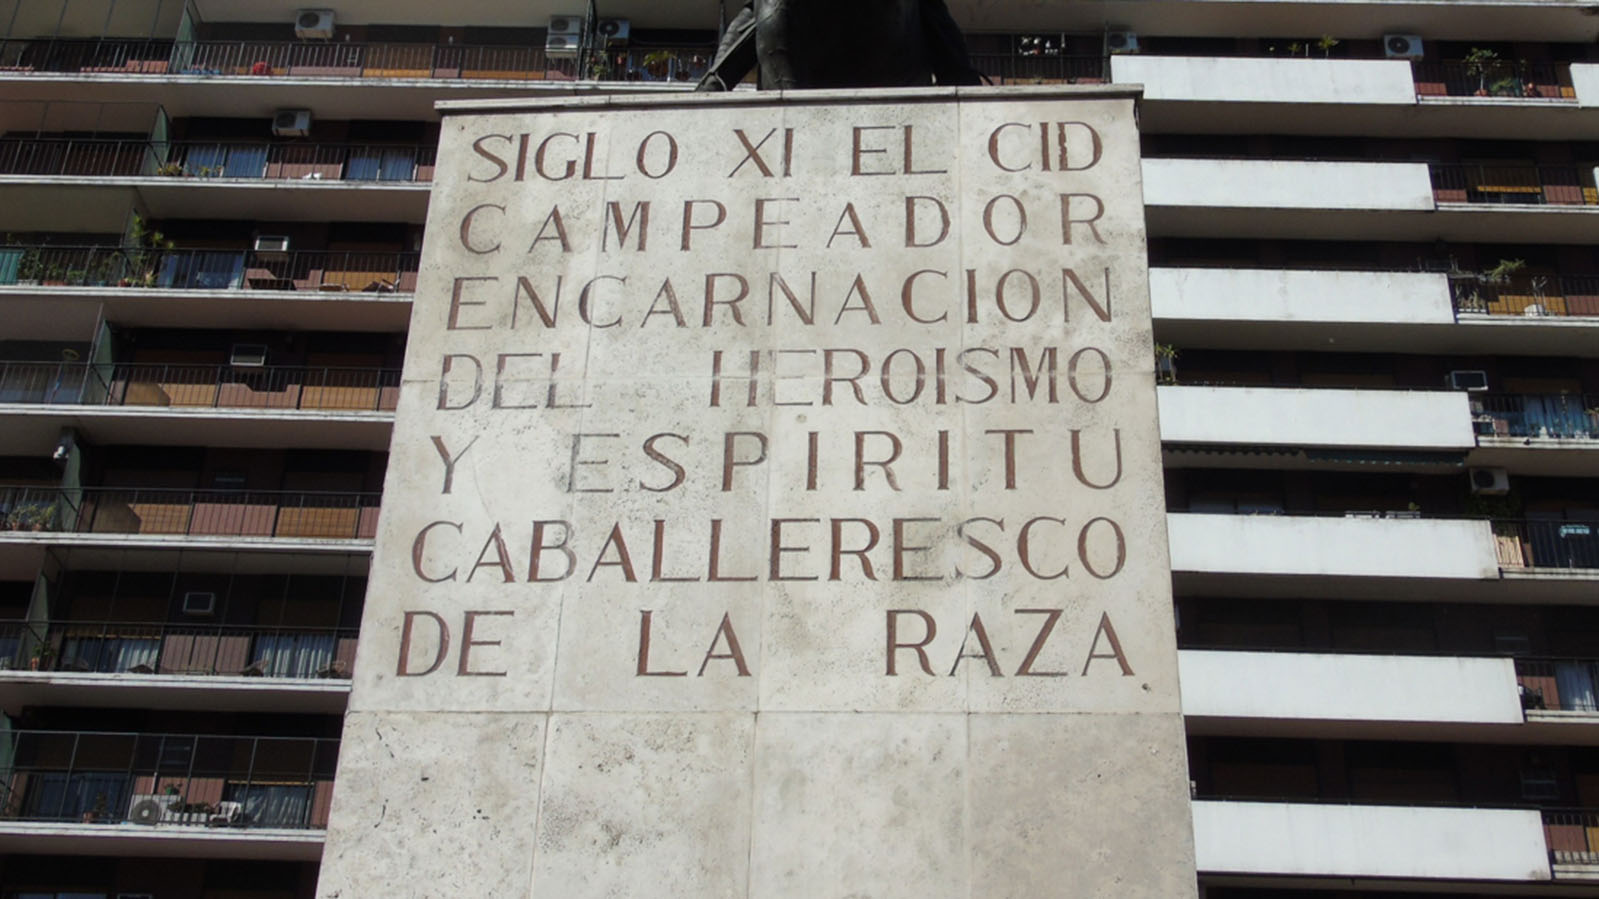 SIGLO XI EL CID
CAMPEADOR
ENCARNACION
DEL HEROISMO
Y ESPIRITU
CABALLERESCO
DE LA RAZA